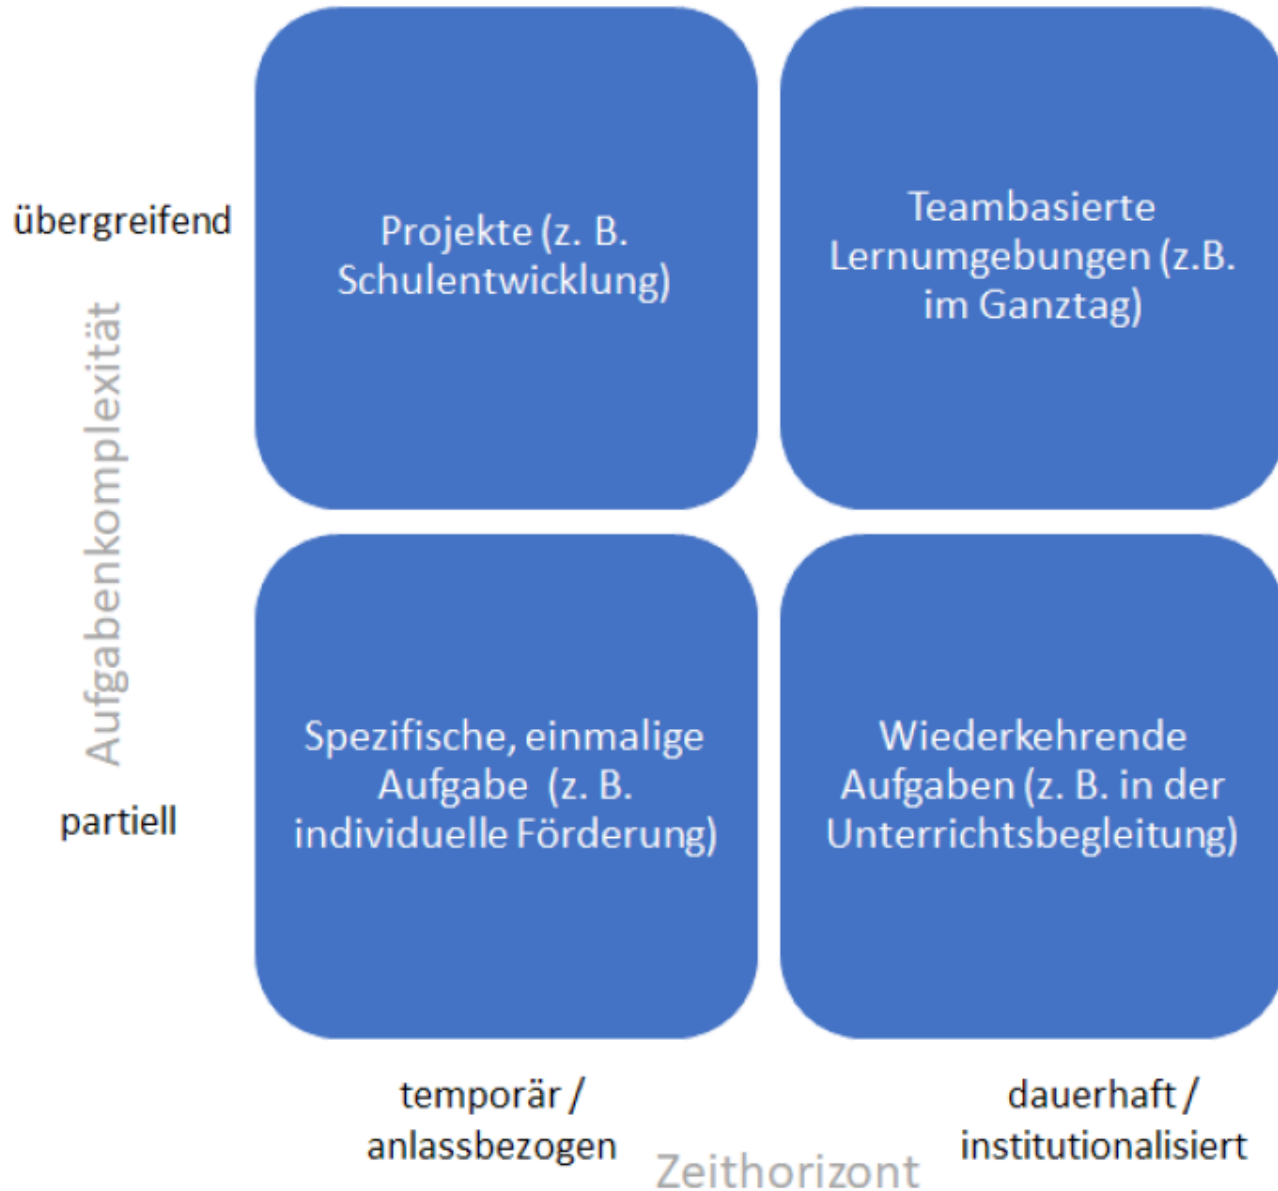 übergreifend
Projekte (z. B.
Schulentwicklung)
Teambasierte
Lernumgebungen (z.B.
im Ganztag)
Aufgabenkomplexität
partiell
Spezifische, einmalige
Aufgabe (z. B.
individuelle Förderung)
Wiederkehrende
Aufgaben (z. B. in der
Unterrichtsbegleitung)
temporär /
anlassbezogen
Zeithorizont
dauerhaft /
institutionalisiert